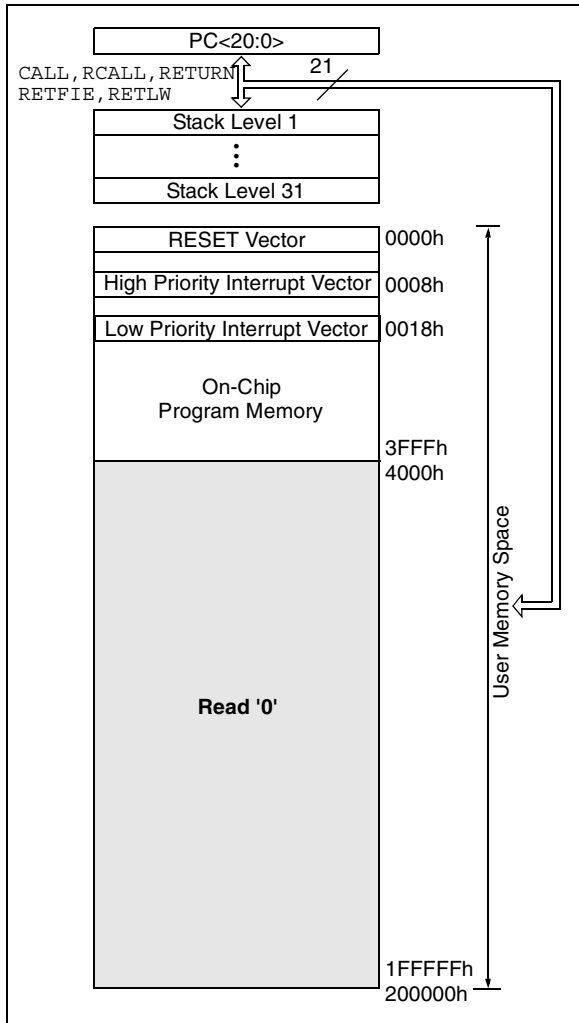 PC<20:0>
CALL,RCALL,RETURN
RETFIE,RETLW
21
Stack Level 1
Stack Level 31
RESET Vector
0000h
High Priority Interrupt Vector
0008h
Low Priority Interrupt Vector
0018h
On-Chip
Program Memory
3FFFh
4000h
User Memory Space
Read '0'
1FFFFFh
200000h